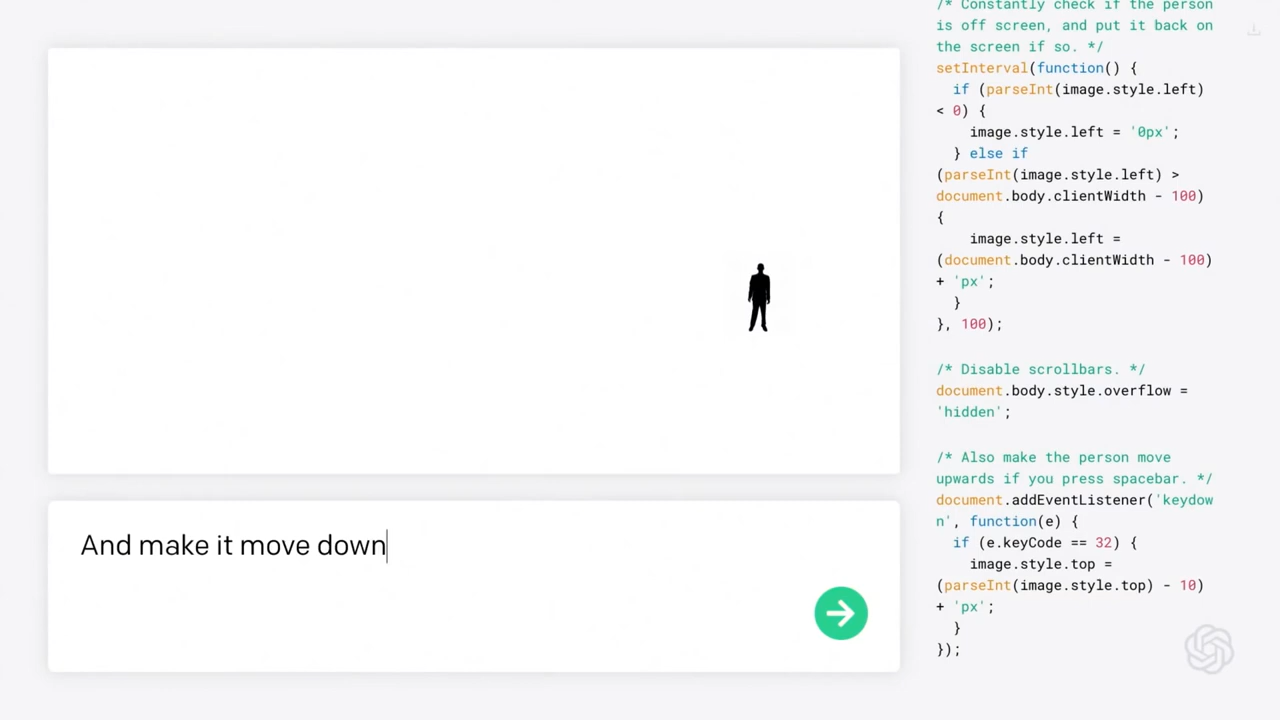 And make it move down
/* Constantly check if the person
is off screen, and put it back on
the screen if so. */
setInterval(function() {
  if (parseInt(image.style.left)
< 0) {
    image.style.left = '0px';
  } else if
(parseInt(image.style.left) >
document.body.clientWidth - 100)
{
    image.style.left =
(document.body.clientWidth - 100)
+ 'px';
  }
}, 100);
/* Disable scrollbars. */
document.body.style.overflow =
'hidden';
/* Also make the person move
upwards if you press spacebar. */
document.addEventListener('keydow
n', function(e) {
  if (e.keyCode == 32) {
    image.style.top =
(parseInt(image.style.top) - 10)
+ 'px';
  }
});